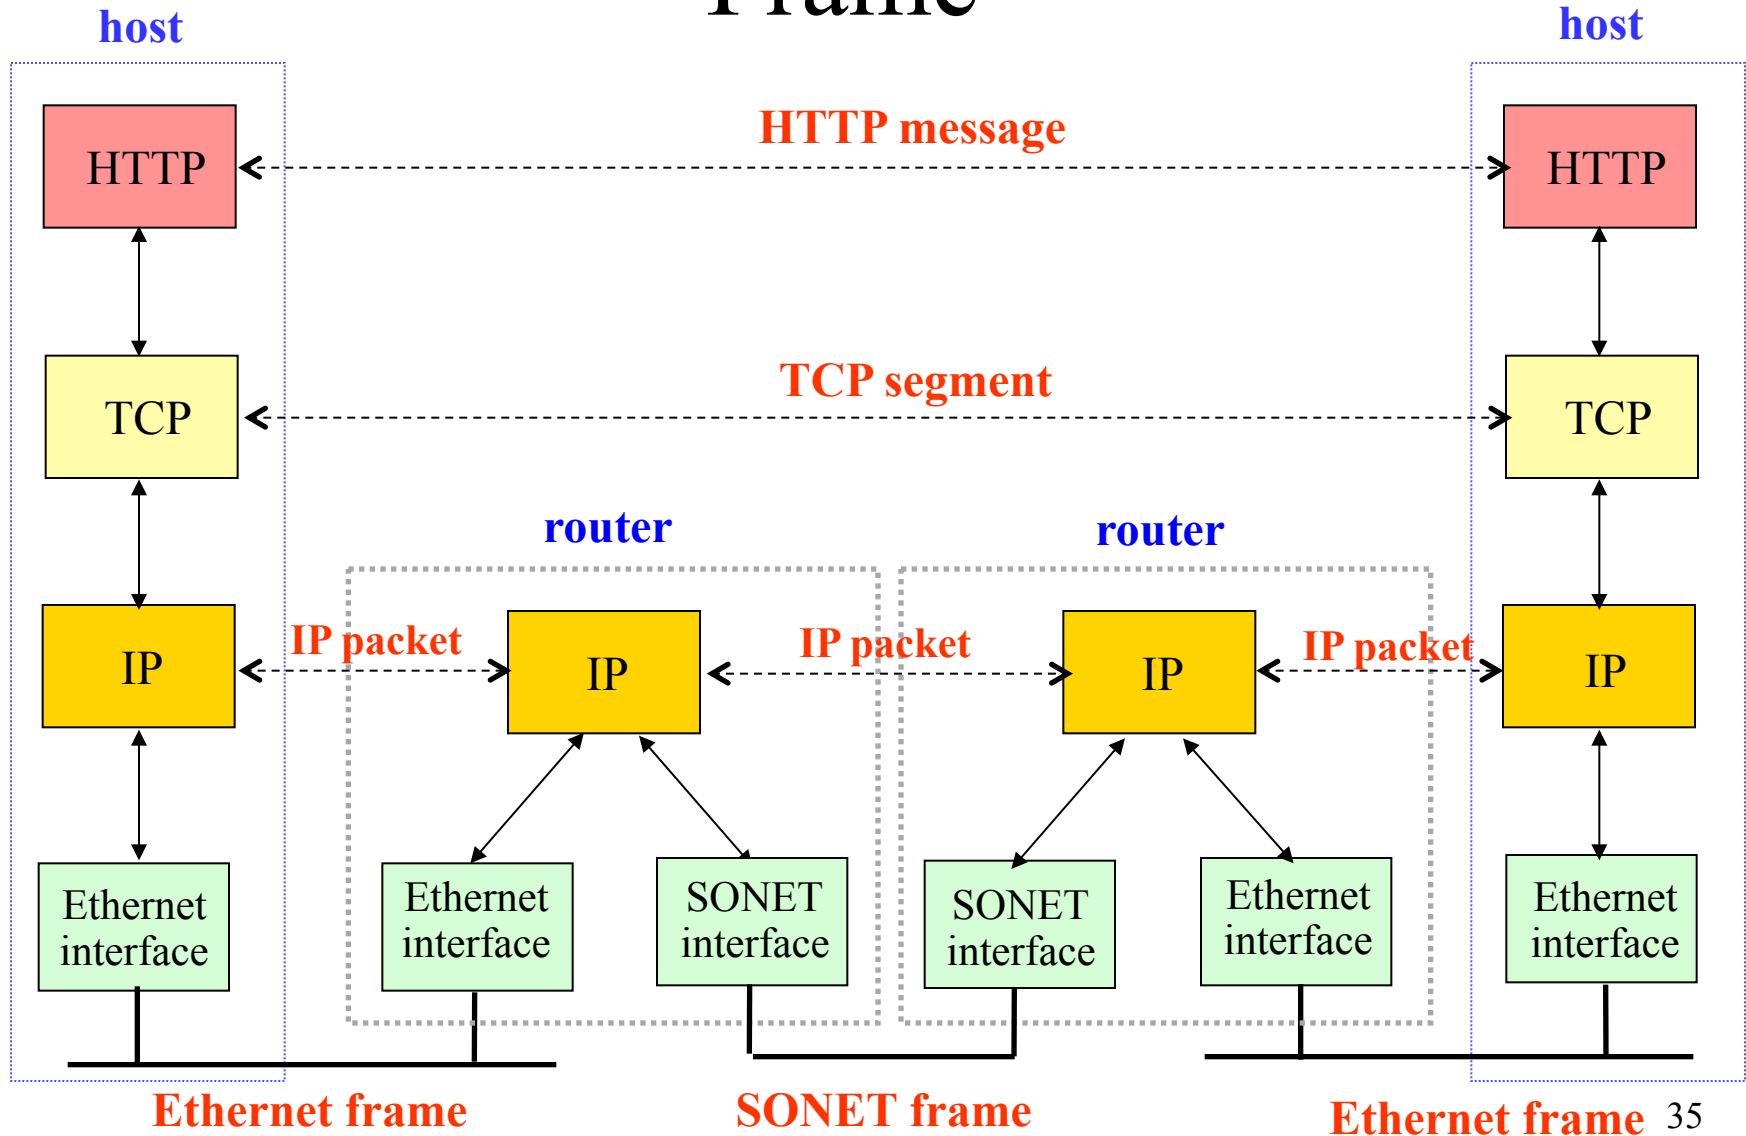 Frame
host
host
HTTP
HTTP message
HTTP
TCP
TCP segment
TCP
router
router
IP
IP packet
IP
IP packet
IP
IP packet
IP
Ethernet
interface
Ethernet
interface
SONET
interface
SONET
interface
Ethernet
interface
Ethernet
interface
Ethernet frame
SONET frame
Ethernet frame
35